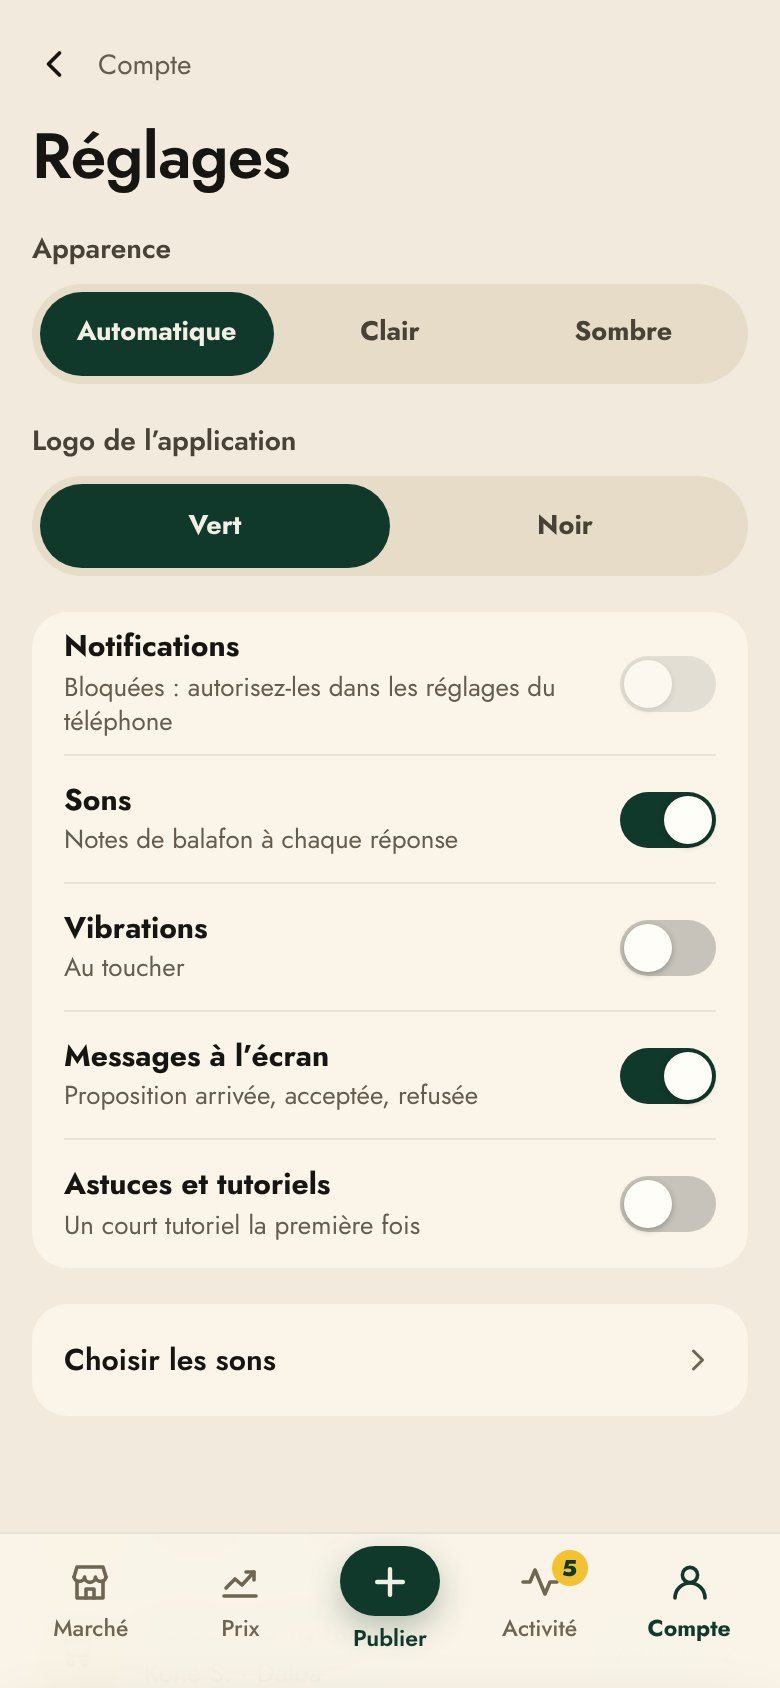 Compte
Réglages
Apparence
Automatique
Clair
Sombre
Logo de l’application
Vert
Noir
Notifications
Bloquées : autorisez-les dans les réglages du
téléphone
Sons
Notes de balafon à chaque réponse
Vibrations
Au toucher
Messages à l’écran
Proposition arrivée, acceptée, refusée
Astuces et tutoriels
Un court tutoriel la première fois
Choisir les sons
5
Marché
Prix
Publier
Activité
Compte